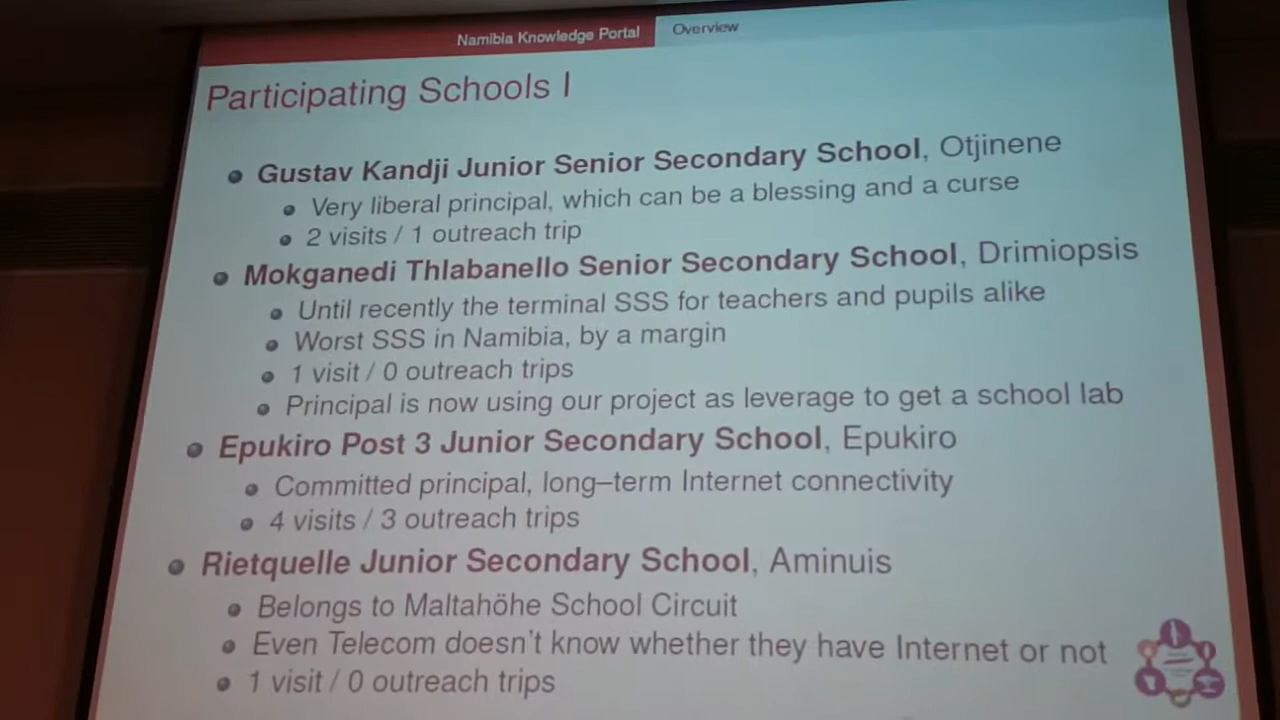 Namibia Knowledge Portal
Overview
Participating Schools I
Gustav Kandji Junior Senior Secondary School, Otjinene
Very liberal principal, which can be a blessing and a curse
2 visits / 1 outreach trip
Mokganedi Thlabanello Senior Secondary School, Drimiopsis
Until recently the terminal SSS for teachers and pupils alike
Worst SSS in Namibia, by a margin
1 visit / 0 outreach trips
Principal is now using our project as leverage to get a school lab
Epukiro Post 3 Junior Secondary School, Epukiro
Committed principal, long–term Internet connectivity
4 visits / 3 outreach trips
Rietquelle Junior Secondary School, Aminuis
Belongs to Maltahöhe School Circuit
Even Telecom doesn't know whether they have Internet or not
1 visit / 0 outreach trips